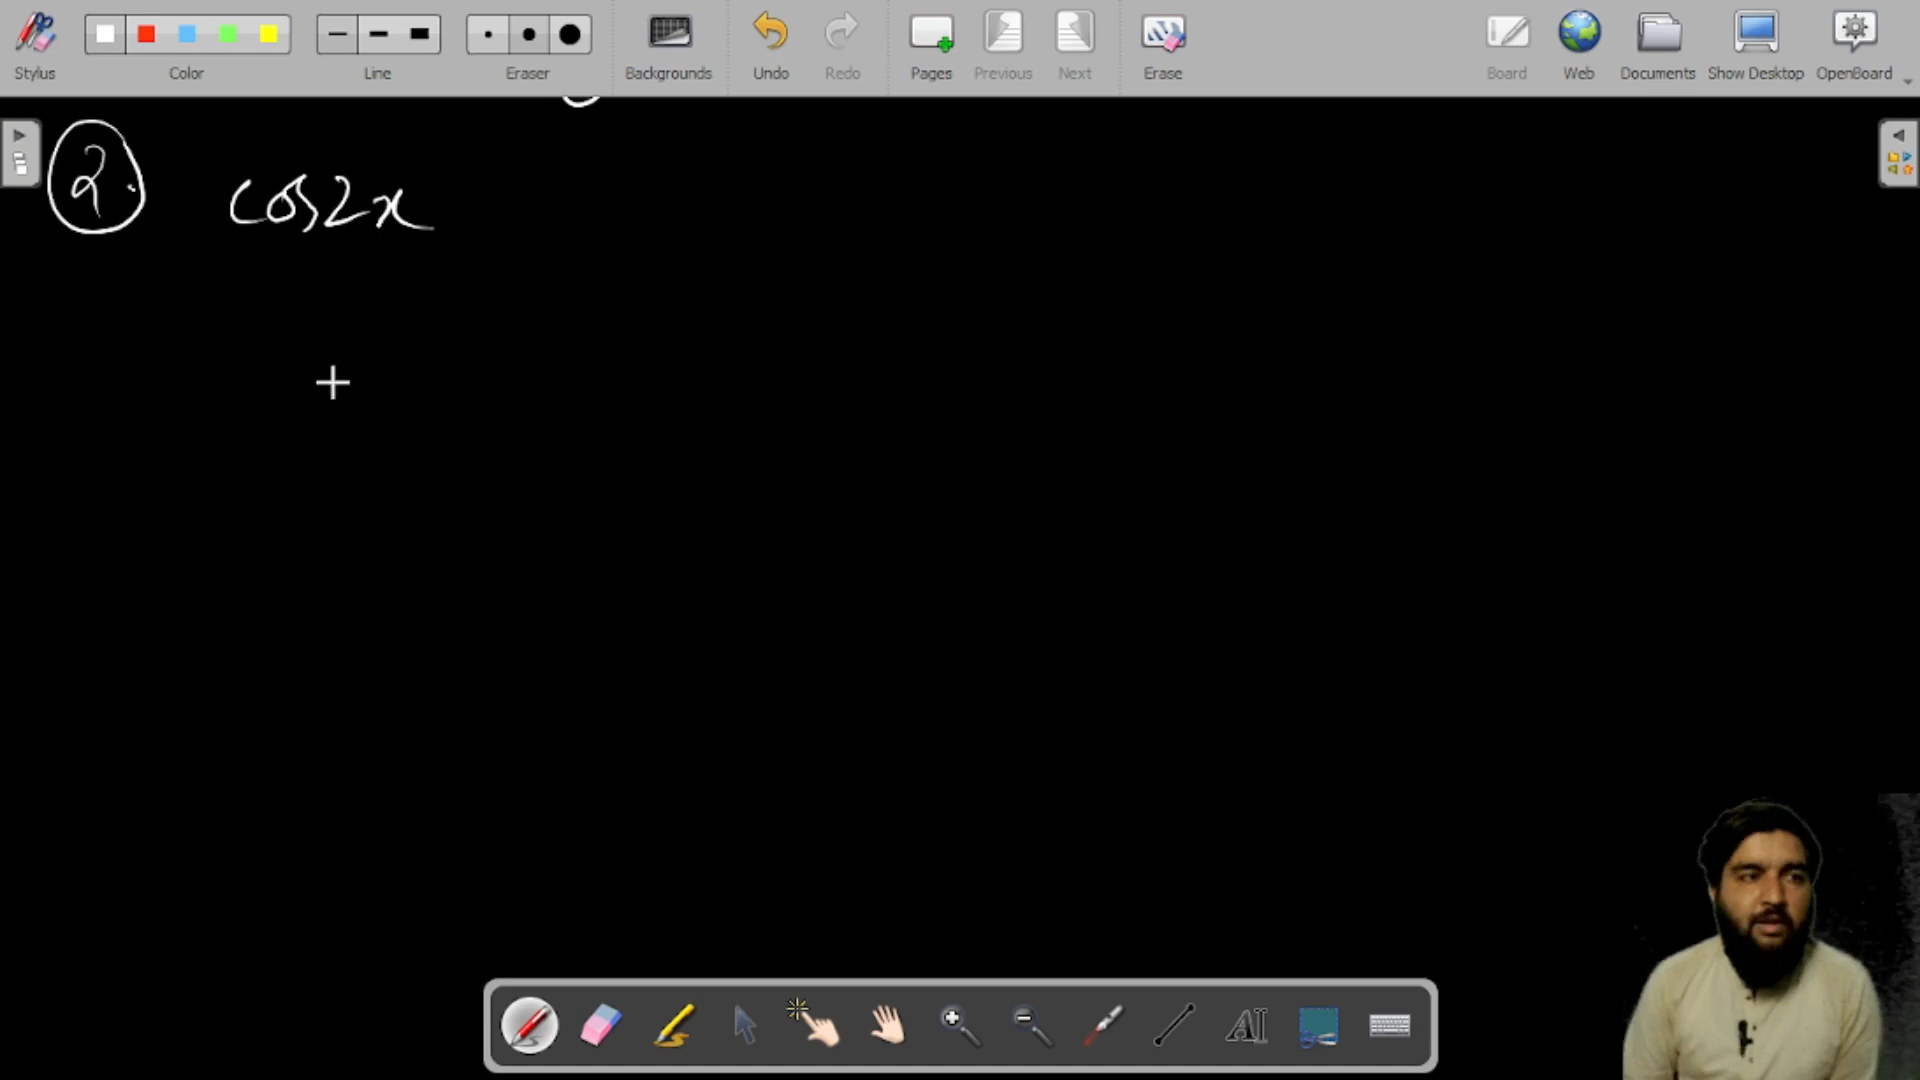 Stylus Color Line Eraser Backgrounds Undo Redo Pages Previous Next Erase Board Web Documents Show Desktop OpenBoard
2. cos2x
AI